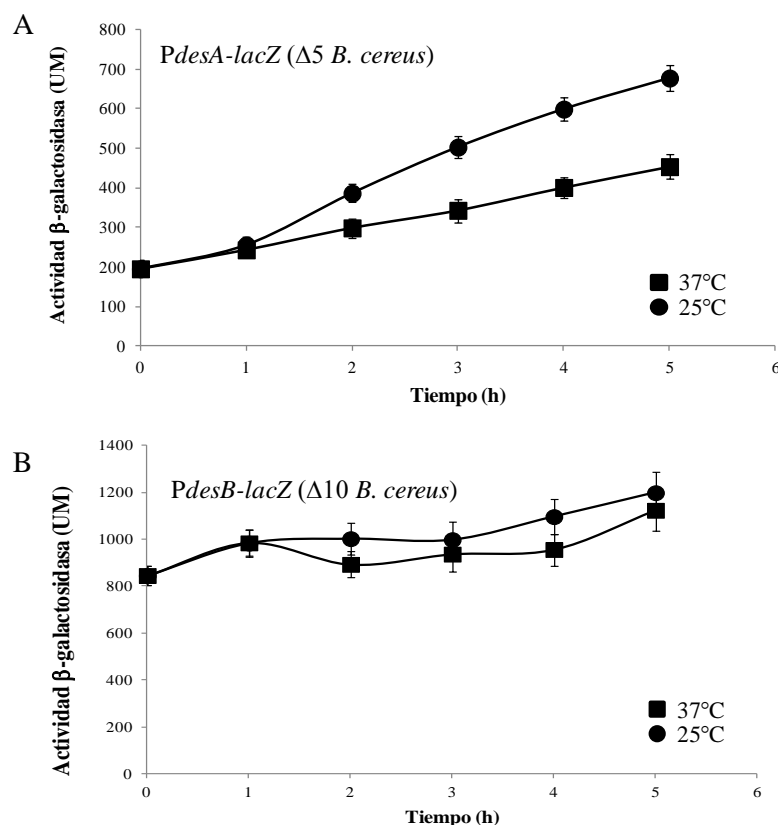 A
PdesA-lacZ (Δ5 B. cereus)
Actividad β-galactosidasa (UM)
800
700
600
500
400
300
200
100
0
0 1 2 3 4 5 6
Tiempo (h)
37°C
25°C
B
PdesB-lacZ (Δ10 B. cereus)
Actividad β-galactosidasa (UM)
1400
1200
1000
800
600
400
200
0
0 1 2 3 4 5 6
Tiempo (h)
37°C
25°C